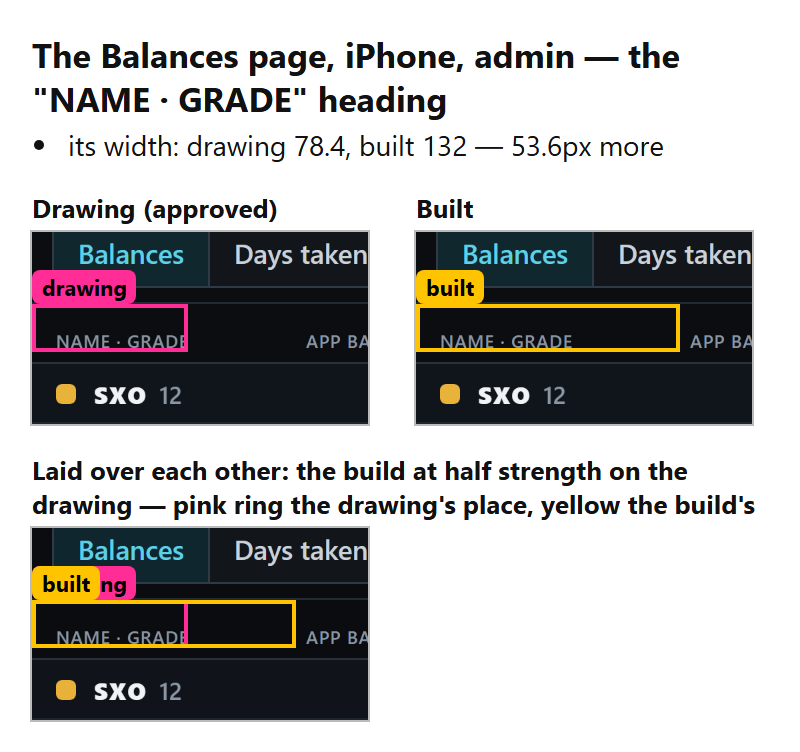 The Balances page, iPhone, admin — the
"NAME · GRADE" heading
• its width: drawing 78.4, built 132 — 53.6px more
Drawing (approved)
Built
Balances
Days taken
drawing
NAME · GRADE
APP BA
SXO 12
Balances
Days taken
built
NAME · GRADE
APP BA
SXO 12
Laid over each other: the build at half strength on the
drawing — pink ring the drawing's place, yellow the build's
Balances
Days taken
built
ng
NAME · GRADE
APP BA
SXO 12